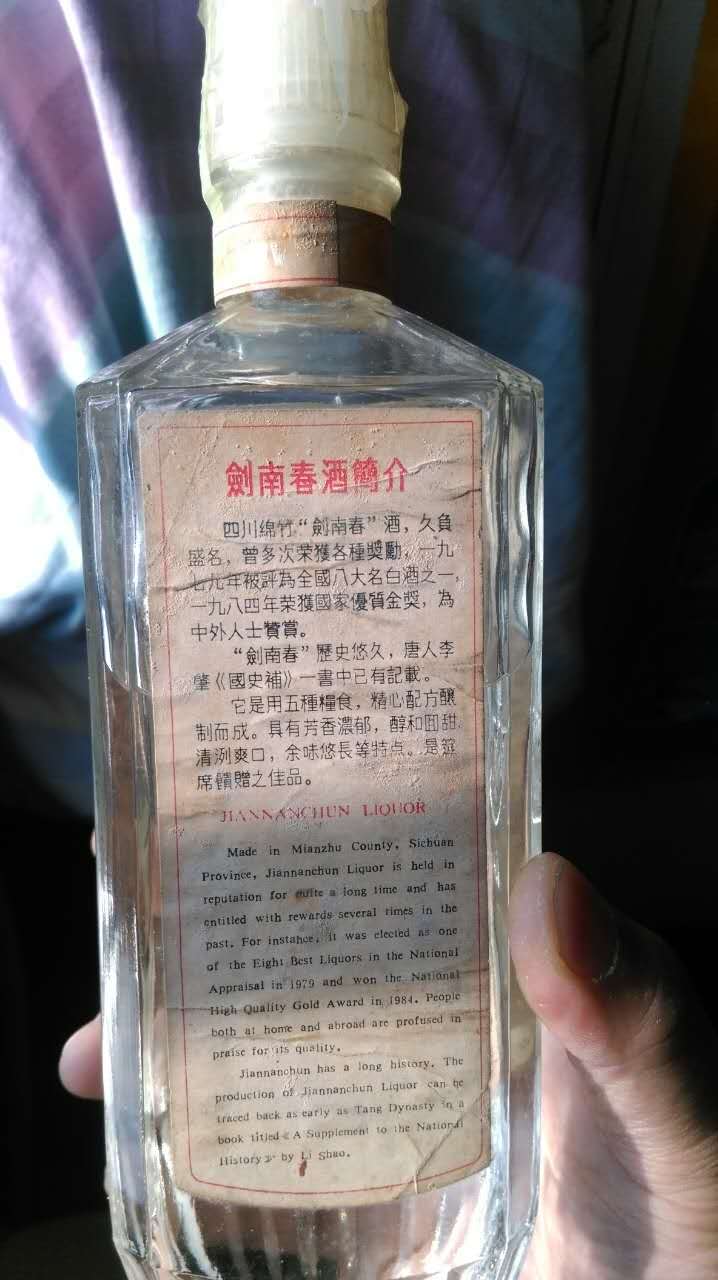 劍南春酒簡介
四川綿竹“劍南春”酒，久負
盛名，曾多次荣獲各種獎勵，一九
七九年被評為全國八大名白酒之一，
一九八四年荣獲國家優質金獎，為
中外人士贊賞。
“劍南春”歷史悠久，唐人李
肇《國史補》一書中已有記載。
它是用五種糧食，精心配方釀
制而成。具有芳香濃郁，醇和回甜，
清洌爽口，余味悠長等特点。是筵
席饋贈之佳品。
JIANNANCHUN LIQUOR
Made in Mianzhu County, Sichuan
Province, Jiannanchun Liquor is held in
reputation for quite a long time and has
entitled with rewards several times in the
past. For instance, it was elected as one
of the Eight Best Liquors in the National
Appraisal in 1979 and won the National
High Quality Gold Award in 1984. People
both at home and abroad are profused in
praise for its quality.
Jiannanchun has a long history. The
production of Jiannanchun Liquor can be
traced back as early as Tang Dynasty in a
book titled《A Supplement to the National
History》by Li Shao.